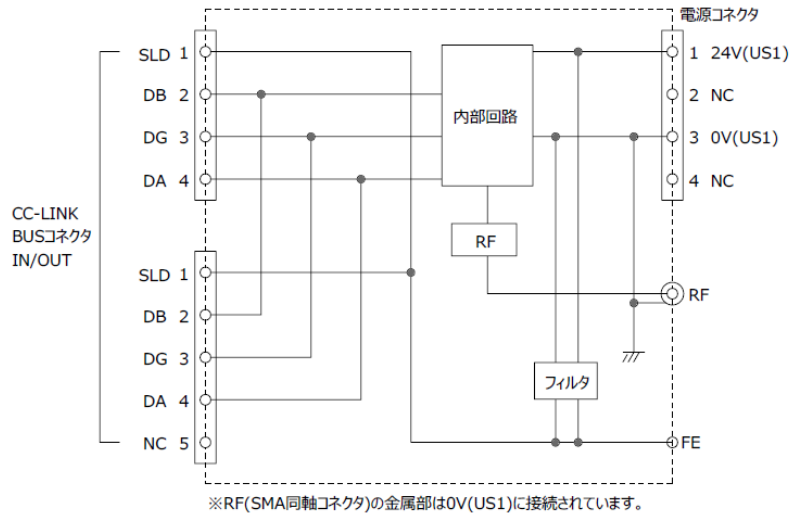 電源コネクタ
SLD 1
DB 2
DG 3
DA 4
内部回路
1 24V(US1)
2 NC
3 0V(US1)
4 NC
CC-LINK
BUSコネクタ
IN/OUT
RF
SLD 1
DB 2
DG 3
DA 4
NC 5
RF
フィルタ
FE
※RF(SMA同軸コネクタ)の金属部は0V(US1)に接続されています。